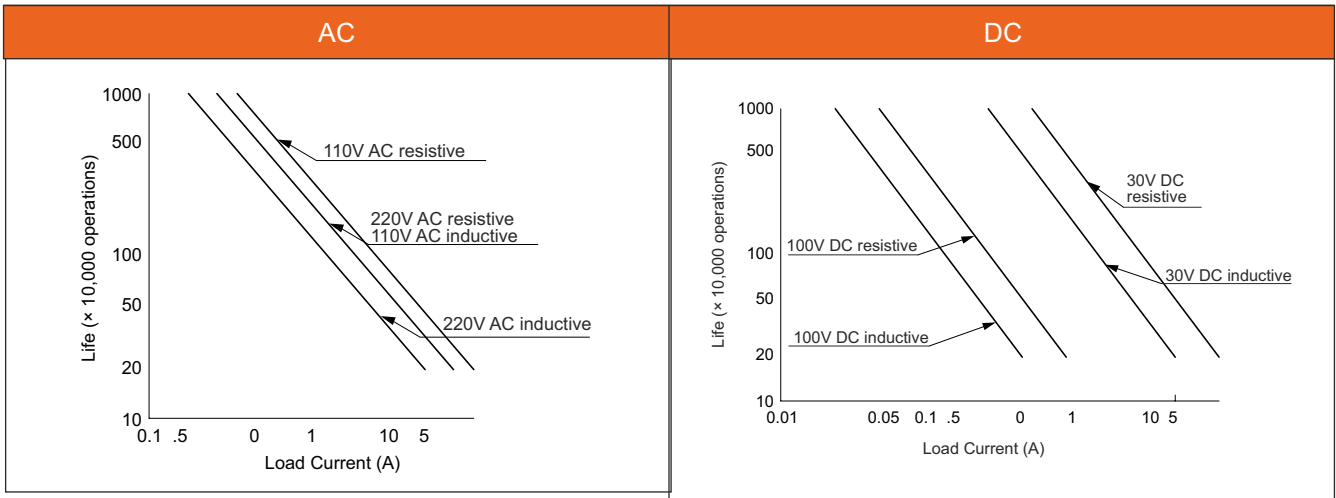 AC
DC
1000
500
100
50
20
10
0.1 .5 0 1 10 5
Life (× 10,000 operations)
Load Current (A)
110V AC resistive
220V AC resistive
110V AC inductive
220V AC inductive
1000
500
100
50
20
10
0.01 0.05 0.1 .5 0 1 10 5
Life (× 10,000 operations)
Load Current (A)
30V DC
resistive
100V DC resistive
30V DC inductive
100V DC inductive